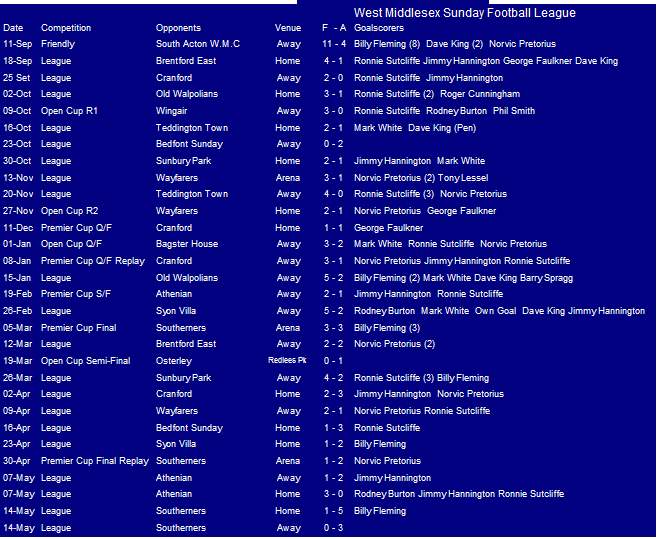 West Middlesex Sunday Football League
Date Competition Opponents Venue F - A Goalscorers
11-Sep Friendly South Acton W.M.C Away 11 - 4 Billy Fleming (8) Dave King (2) Norvic Pretorius
18-Sep League Brentford East Home 4 - 1 Ronnie Sutcliffe Jimmy Hannington George Faulkner Dave King
25 Set League Cranford Away 2 - 0 Ronnie Sutcliffe Jimmy Hannington
02-Oct League Old Walpolians Home 3 - 1 Ronnie Sutcliffe (2) Roger Cunningham
09-Oct Open Cup R1 Wingair Away 3 - 0 Ronnie Sutcliffe Rodney Burton Phil Smith
16-Oct League Teddington Town Home 2 - 1 Mark White Dave King (Pen)
23-Oct League Bedfont Sunday Away 0 - 2
30-Oct League Sunbury Park Home 2 - 1 Jimmy Hannington Mark White
13-Nov League Wayfarers Arena 3 - 1 Norvic Pretorius (2) Tony Lessel
20-Nov League Teddington Town Away 4 - 0 Ronnie Sutcliffe (3) Norvic Pretorius
27-Nov Open Cup R2 Wayfarers Home 2 - 1 Norvic Pretorius George Faulkner
11-Dec Premier Cup Q/F Cranford Home 1 - 1 George Faulkner
01-Jan Open Cup Q/F Bagster House Away 3 - 2 Mark White Ronnie Sutcliffe Norvic Pretorius
08-Jan Premier Cup Q/F Replay Cranford Away 3 - 1 Norvic Pretorius Jimmy Hannington Ronnie Sutcliffe
15-Jan League Old Walpolians Away 5 - 2 Billy Fleming (2) Mark White Dave King Barry Spragg
19-Feb Premier Cup S/F Athenian Away 2 - 1 Jimmy Hannington Ronnie Sutcliffe
26-Feb League Syon Villa Away 5 - 2 Rodney Burton Mark White Own Goal Dave King Jimmy Hannington
05-Mar Premier Cup Final Southerners Arena 3 - 3 Billy Fleming (3)
12-Mar League Brentford East Away 2 - 2 Norvic Pretorius (2)
19-Mar Open Cup Semi-Final Osterley Redlees Pk 0 - 1
26-Mar League Sunbury Park Away 4 - 2 Ronnie Sutcliffe (3) Billy Fleming
02-Apr League Cranford Home 2 - 3 Jimmy Hannington Norvic Pretorius
09-Apr League Wayfarers Away 2 - 1 Norvic Pretorius Ronnie Sutcliffe
16-Apr League Bedfont Sunday Home 1 - 3 Ronnie Sutcliffe
23-Apr League Syon Villa Home 1 - 2 Billy Fleming
30-Apr Premier Cup Final Replay Southerners Arena 1 - 2 Norvic Pretorius
07-May League Athenian Away 1 - 2 Jimmy Hannington
07-May League Athenian Home 3 - 0 Rodney Burton Jimmy Hannington Ronnie Sutcliffe
14-May League Southerners Home 1 - 5 Billy Fleming
14-May League Southerners Away 0 - 3